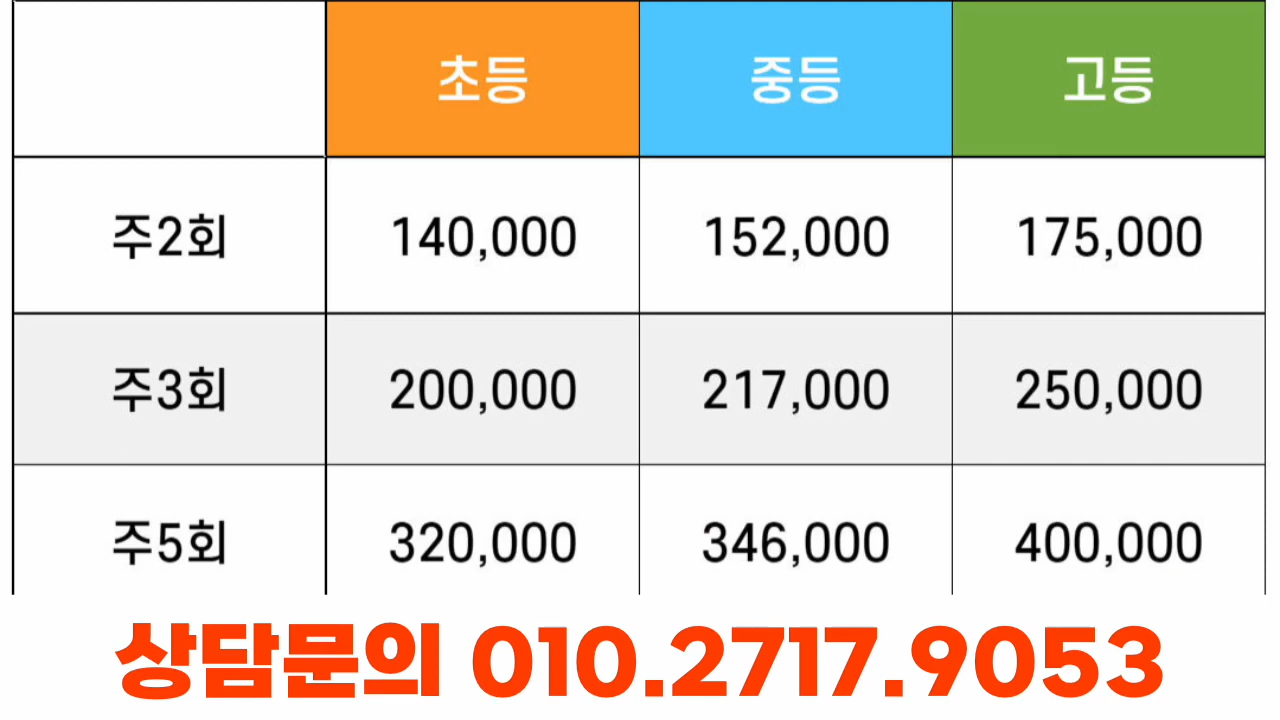 초등 중등 고등
주2회 140,000 152,000 175,000
주3회 200,000 217,000 250,000
주5회 320,000 346,000 400,000
상담문의 010.2717.9053